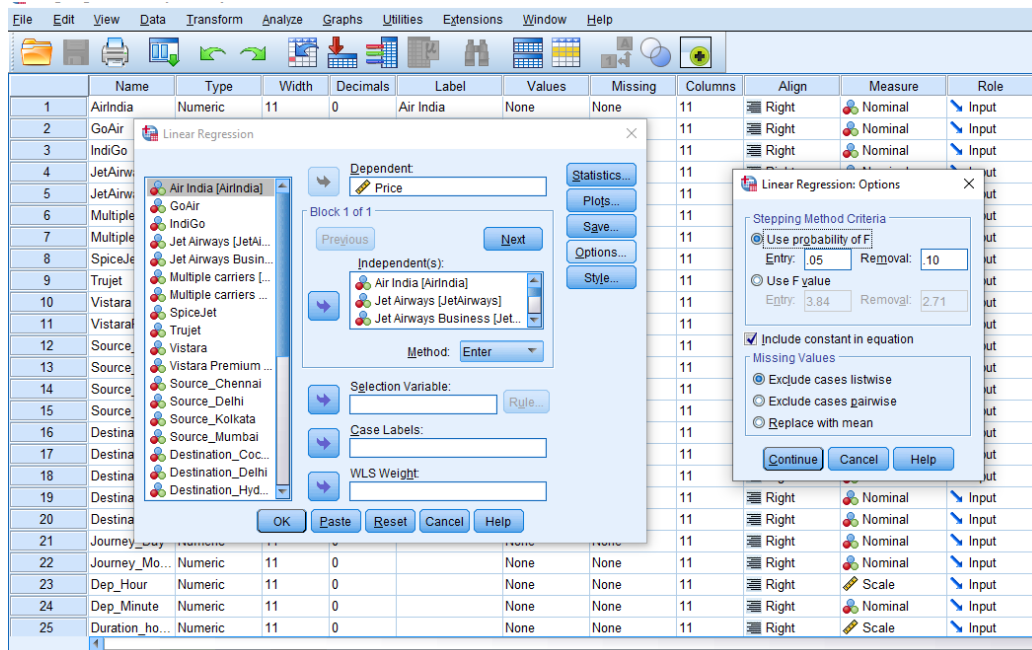 File Edit View Data Transform Analyze Graphs Utilities Extensions Window Help
Name Type Width Decimals Label Values Missing Columns Align Measure Role
1 AirIndia Numeric 11 0 Air India None None 11 Right Nominal Input
2 GoAir 11 Right Nominal Input
3 IndiGo 11 Right Nominal Input
4 JetAirw 11
5 JetAirw 11
6 Multiple 11
7 Multiple 11
8 SpiceJe 11
9 Trujet 11
10 Vistara 11
11 Vistara 11
12 Source_ 11
13 Source_ 11
14 Source_ 11
15 Source_ 11
16 Destina 11
17 Destina 11
18 Destina 11
19 Destina 11 Right Nominal Input
20 Destina 11 Right Nominal Input
21 Journey_Day Numeric 11 0 None None 11 Right Nominal Input
22 Journey_Mo... Numeric 11 0 None None 11 Right Nominal Input
23 Dep_Hour Numeric 11 0 None None 11 Right Scale Input
24 Dep_Minute Numeric 11 0 None None 11 Right Nominal Input
25 Duration_ho... Numeric 11 0 None None 11 Right Scale Input
Linear Regression
Air India [AirIndia]
GoAir
IndiGo
Jet Airways [JetAi...
Jet Airways Busin...
Multiple carriers [...
Multiple carriers ...
SpiceJet
Trujet
Vistara
Vistara Premium ...
Source_Chennai
Source_Delhi
Source_Kolkata
Source_Mumbai
Destination_Coc...
Destination_Delhi
Destination_Hyd...
Dependent:
Price
Block 1 of 1
Previous Next
Independent(s):
Air India [AirIndia]
Jet Airways [JetAirways]
Jet Airways Business [Jet...
Method: Enter
Selection Variable:
Rule...
Case Labels:
WLS Weight:
Statistics...
Plots...
Save...
Options...
Style...
OK Paste Reset Cancel Help
Linear Regression: Options
Stepping Method Criteria
Use probability of F
Entry: .05 Removal: .10
Use F value
Entry: 3.84 Removal: 2.71
Include constant in equation
Missing Values
Exclude cases listwise
Exclude cases pairwise
Replace with mean
Continue Cancel Help